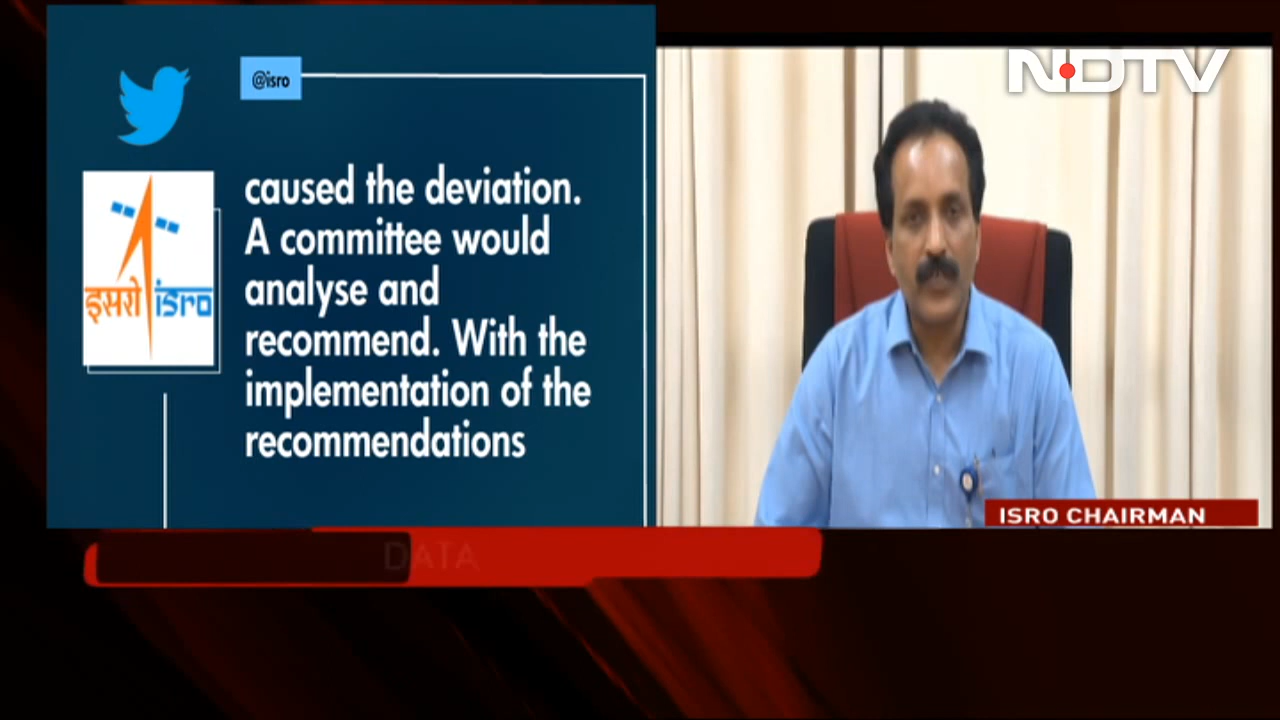 @isro
caused the deviation.
A committee would
analyse and
recommend. With the
implementation of the
recommendations
इसरो isro
NDTV
ISRO CHAIRMAN
DATA